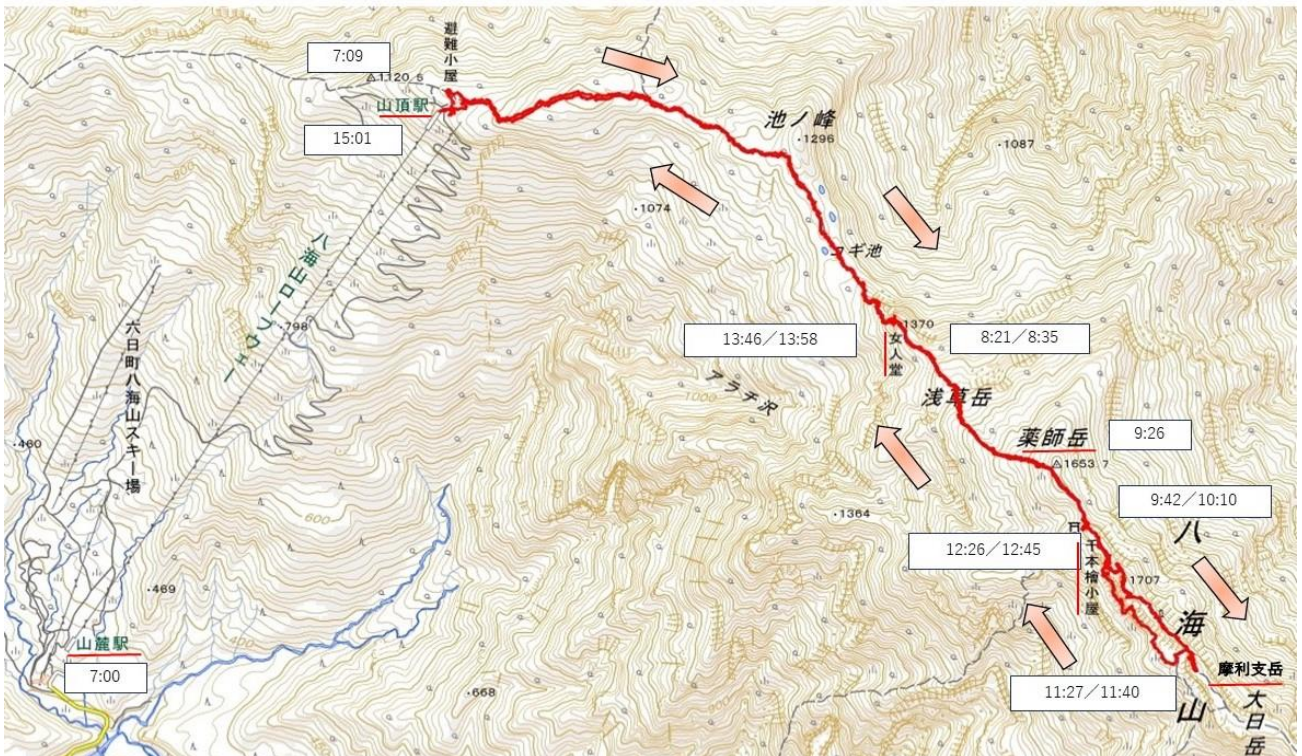 避難小屋
7:09
△1120.5
山頂駅
15:01
池ノ峰
・1296
・1087
800
・1074
コギ池
八海山ロープウェー
・798
六日町八海山スキー場
・1370
女人堂
8:21／8:35
13:46／13:58
アラチ沢
1000
浅草岳
・460
薬師岳
9:26
△1653.7
9:42／10:10
600
・1364
12:26／12:45
千本檜小屋
・1707
八海山
・469
400
山麓駅
7:00
・668
11:27／11:40
摩利支岳
大日岳